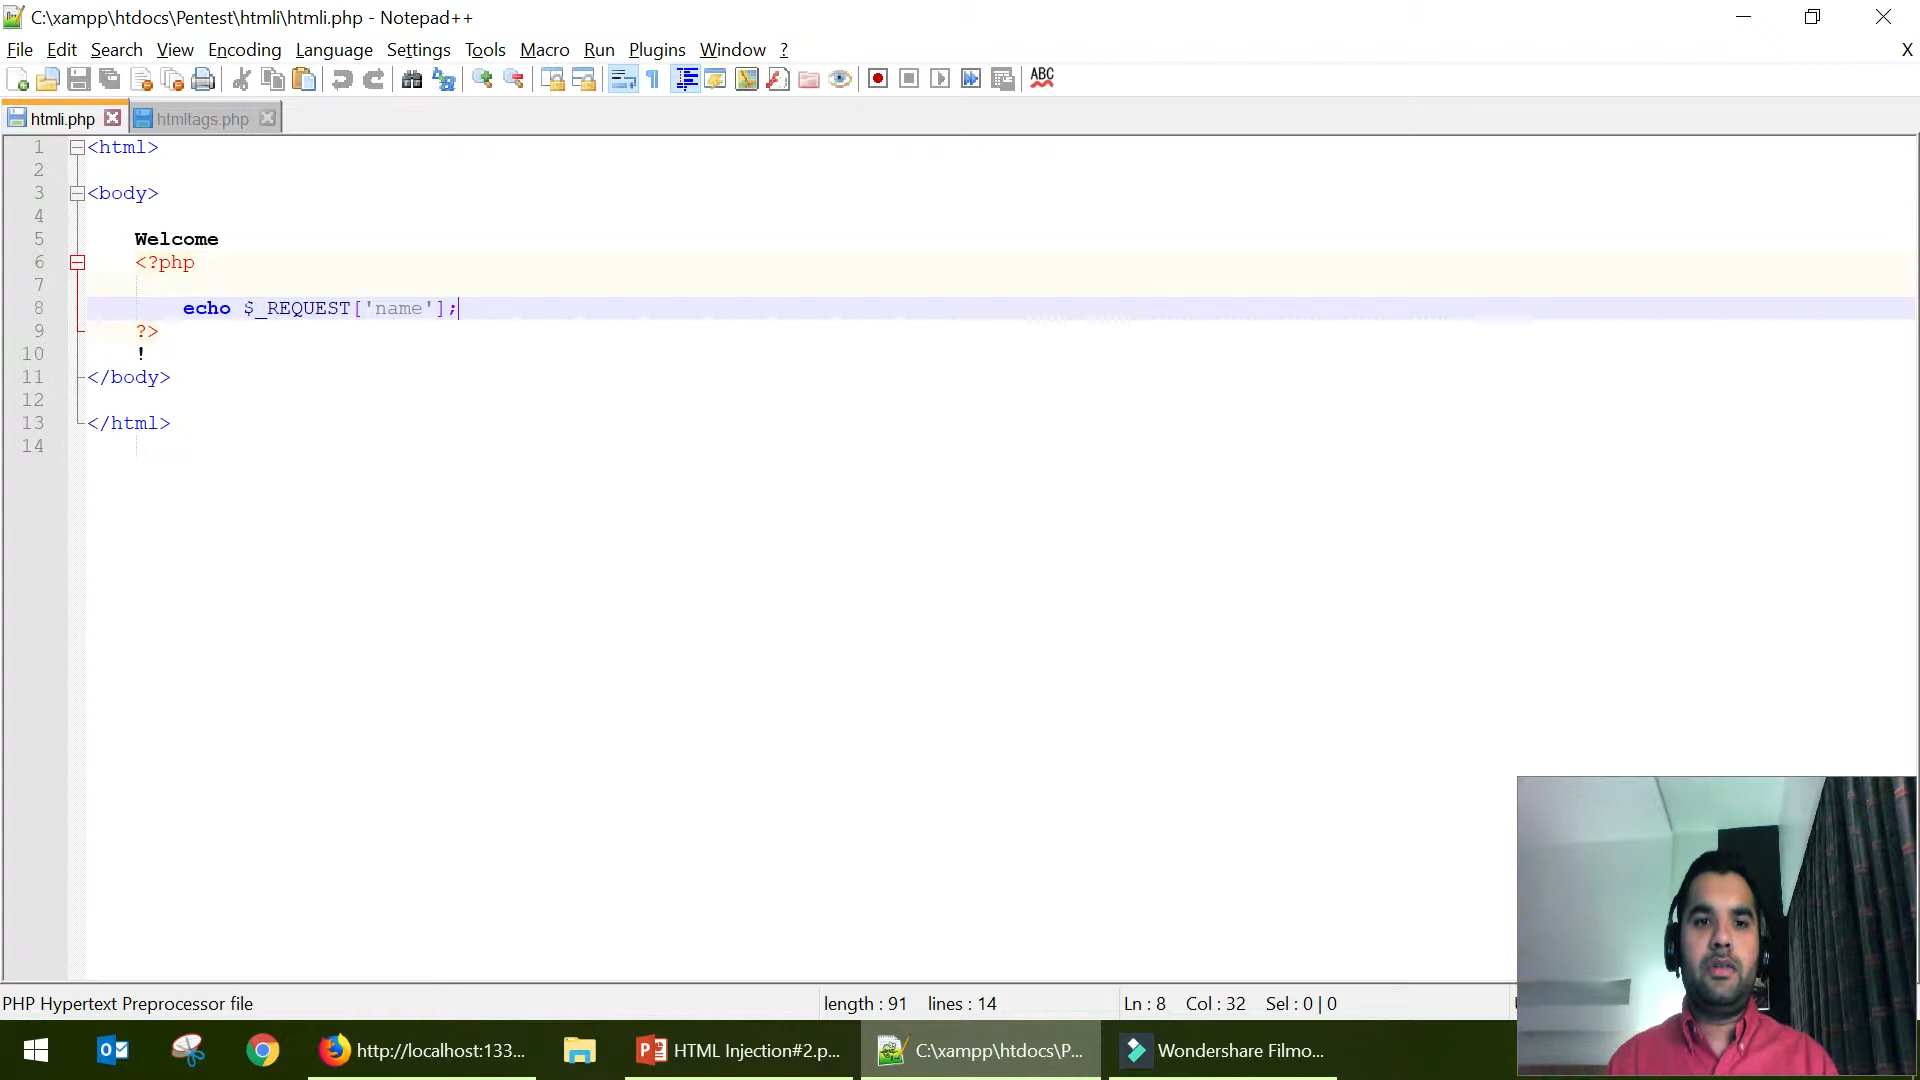 C:\xampp\htdocs\Pentest\htmli\htmli.php - Notepad++
File Edit Search View Encoding Language Settings Tools Macro Run Plugins Window ?
X
ABC
htmli.php htmltags.php
1 <html>
2
3 <body>
4
5 Welcome
6 <?php
7
8 echo $_REQUEST['name'];
9 ?>
10 !
11 </body>
12
13 </html>
14
PHP Hypertext Preprocessor file length : 91 lines : 14 Ln : 8 Col : 32 Sel : 0 | 0
http://localhost:133... HTML Injection#2.p... C:\xampp\htdocs\P... Wondershare Filmo...